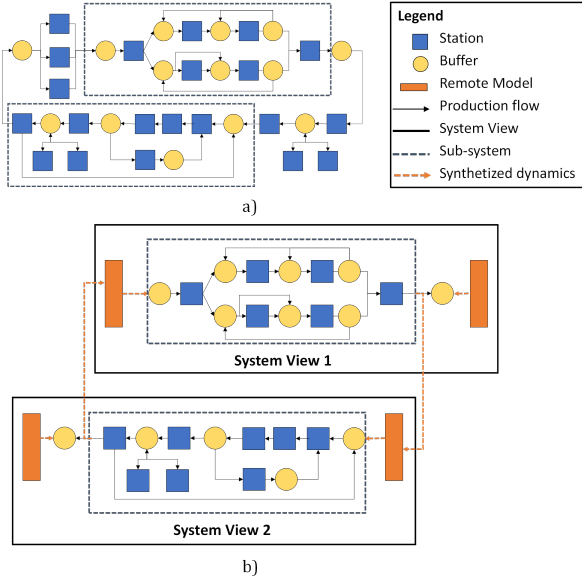 Legend
Station
Buffer
Remote Model
Production flow
System View
Sub-system
Synthetized dynamics
a)
System View 1
System View 2
b)